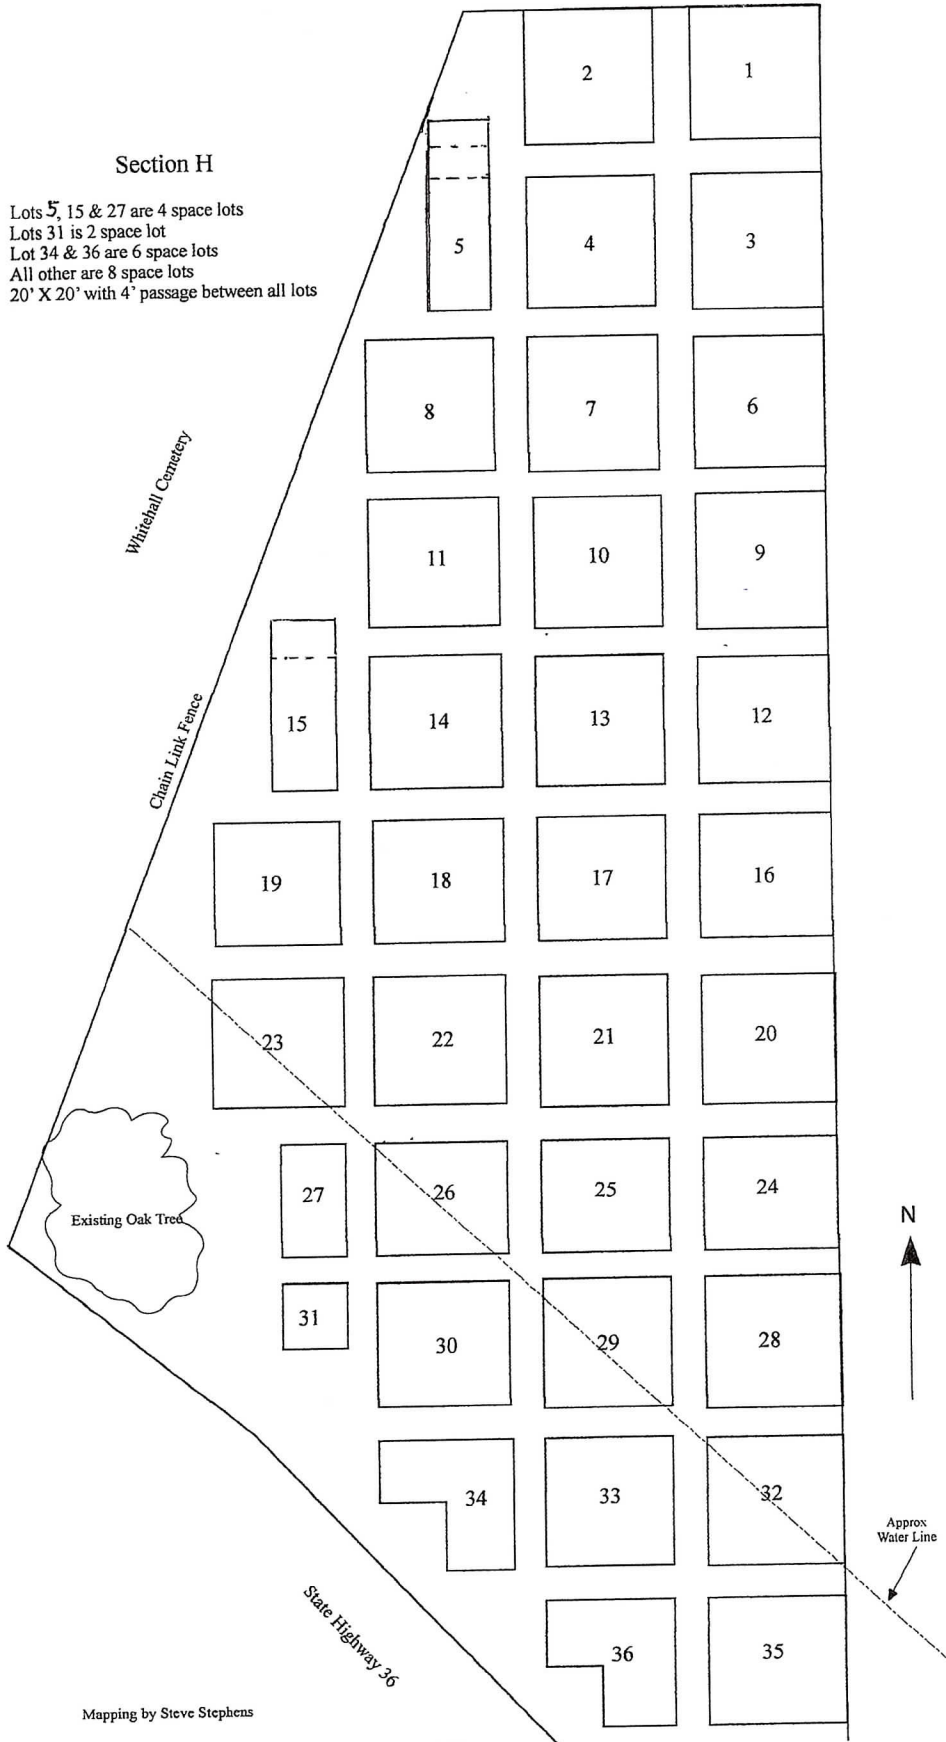 2
1
Section H
Lots 5, 15 & 27 are 4 space lots
Lots 31 is 2 space lot
Lot 34 & 36 are 6 space lots
All other are 8 space lots
20' X 20' with 4' passage between all lots
5
4
3
8
7
6
Whitehall Cemetery
11
10
9
Chain Link Fence
15
14
13
12
19
18
17
16
23
22
21
20
Existing Oak Tree
27
26
25
24
N
31
30
29
28
34
33
32
Approx
Water Line
State Highway 36
36
35
Mapping by Steve Stephens